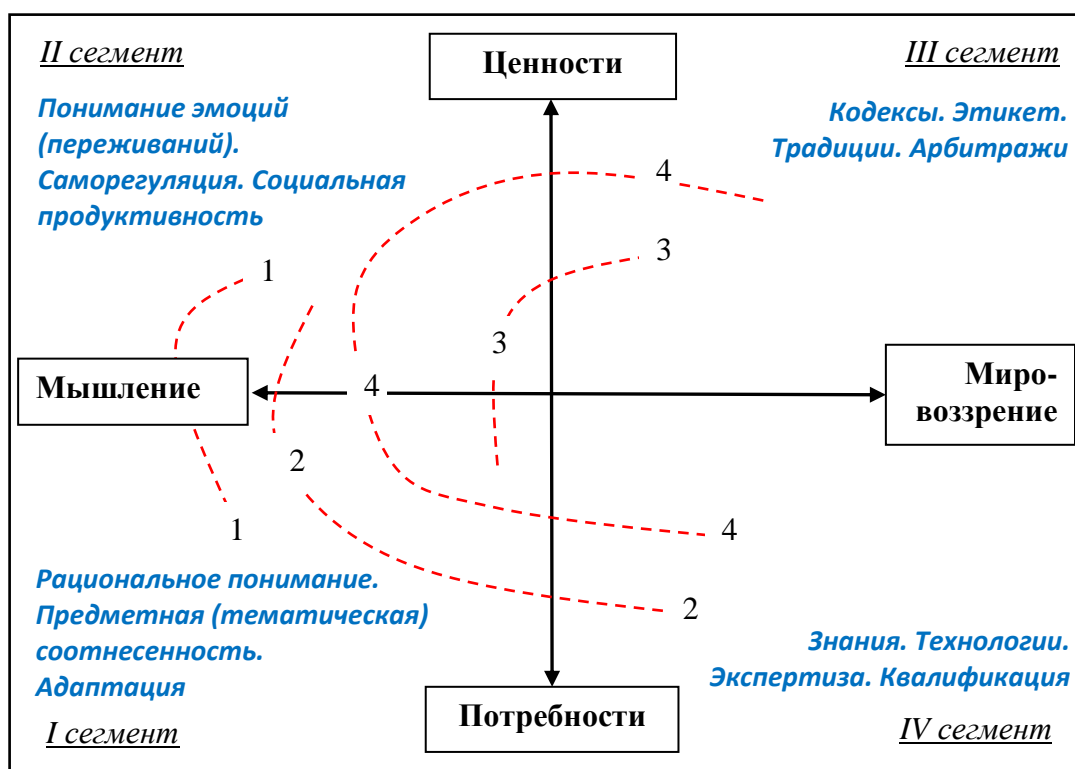 II сегмент
Ценности
III сегмент
Понимание эмоций
(переживаний).
Саморегуляция. Социальная
продуктивность
Кодексы. Этикет.
Традиции. Арбитражи
4
3
1
3
Мышление
4
Миро-
воззрение
2
1
4
2
Рациональное понимание.
Предметная (тематическая)
соотнесенность.
Адаптация
Знания. Технологии.
Экспертиза. Квалификация
I сегмент
Потребности
IV сегмент